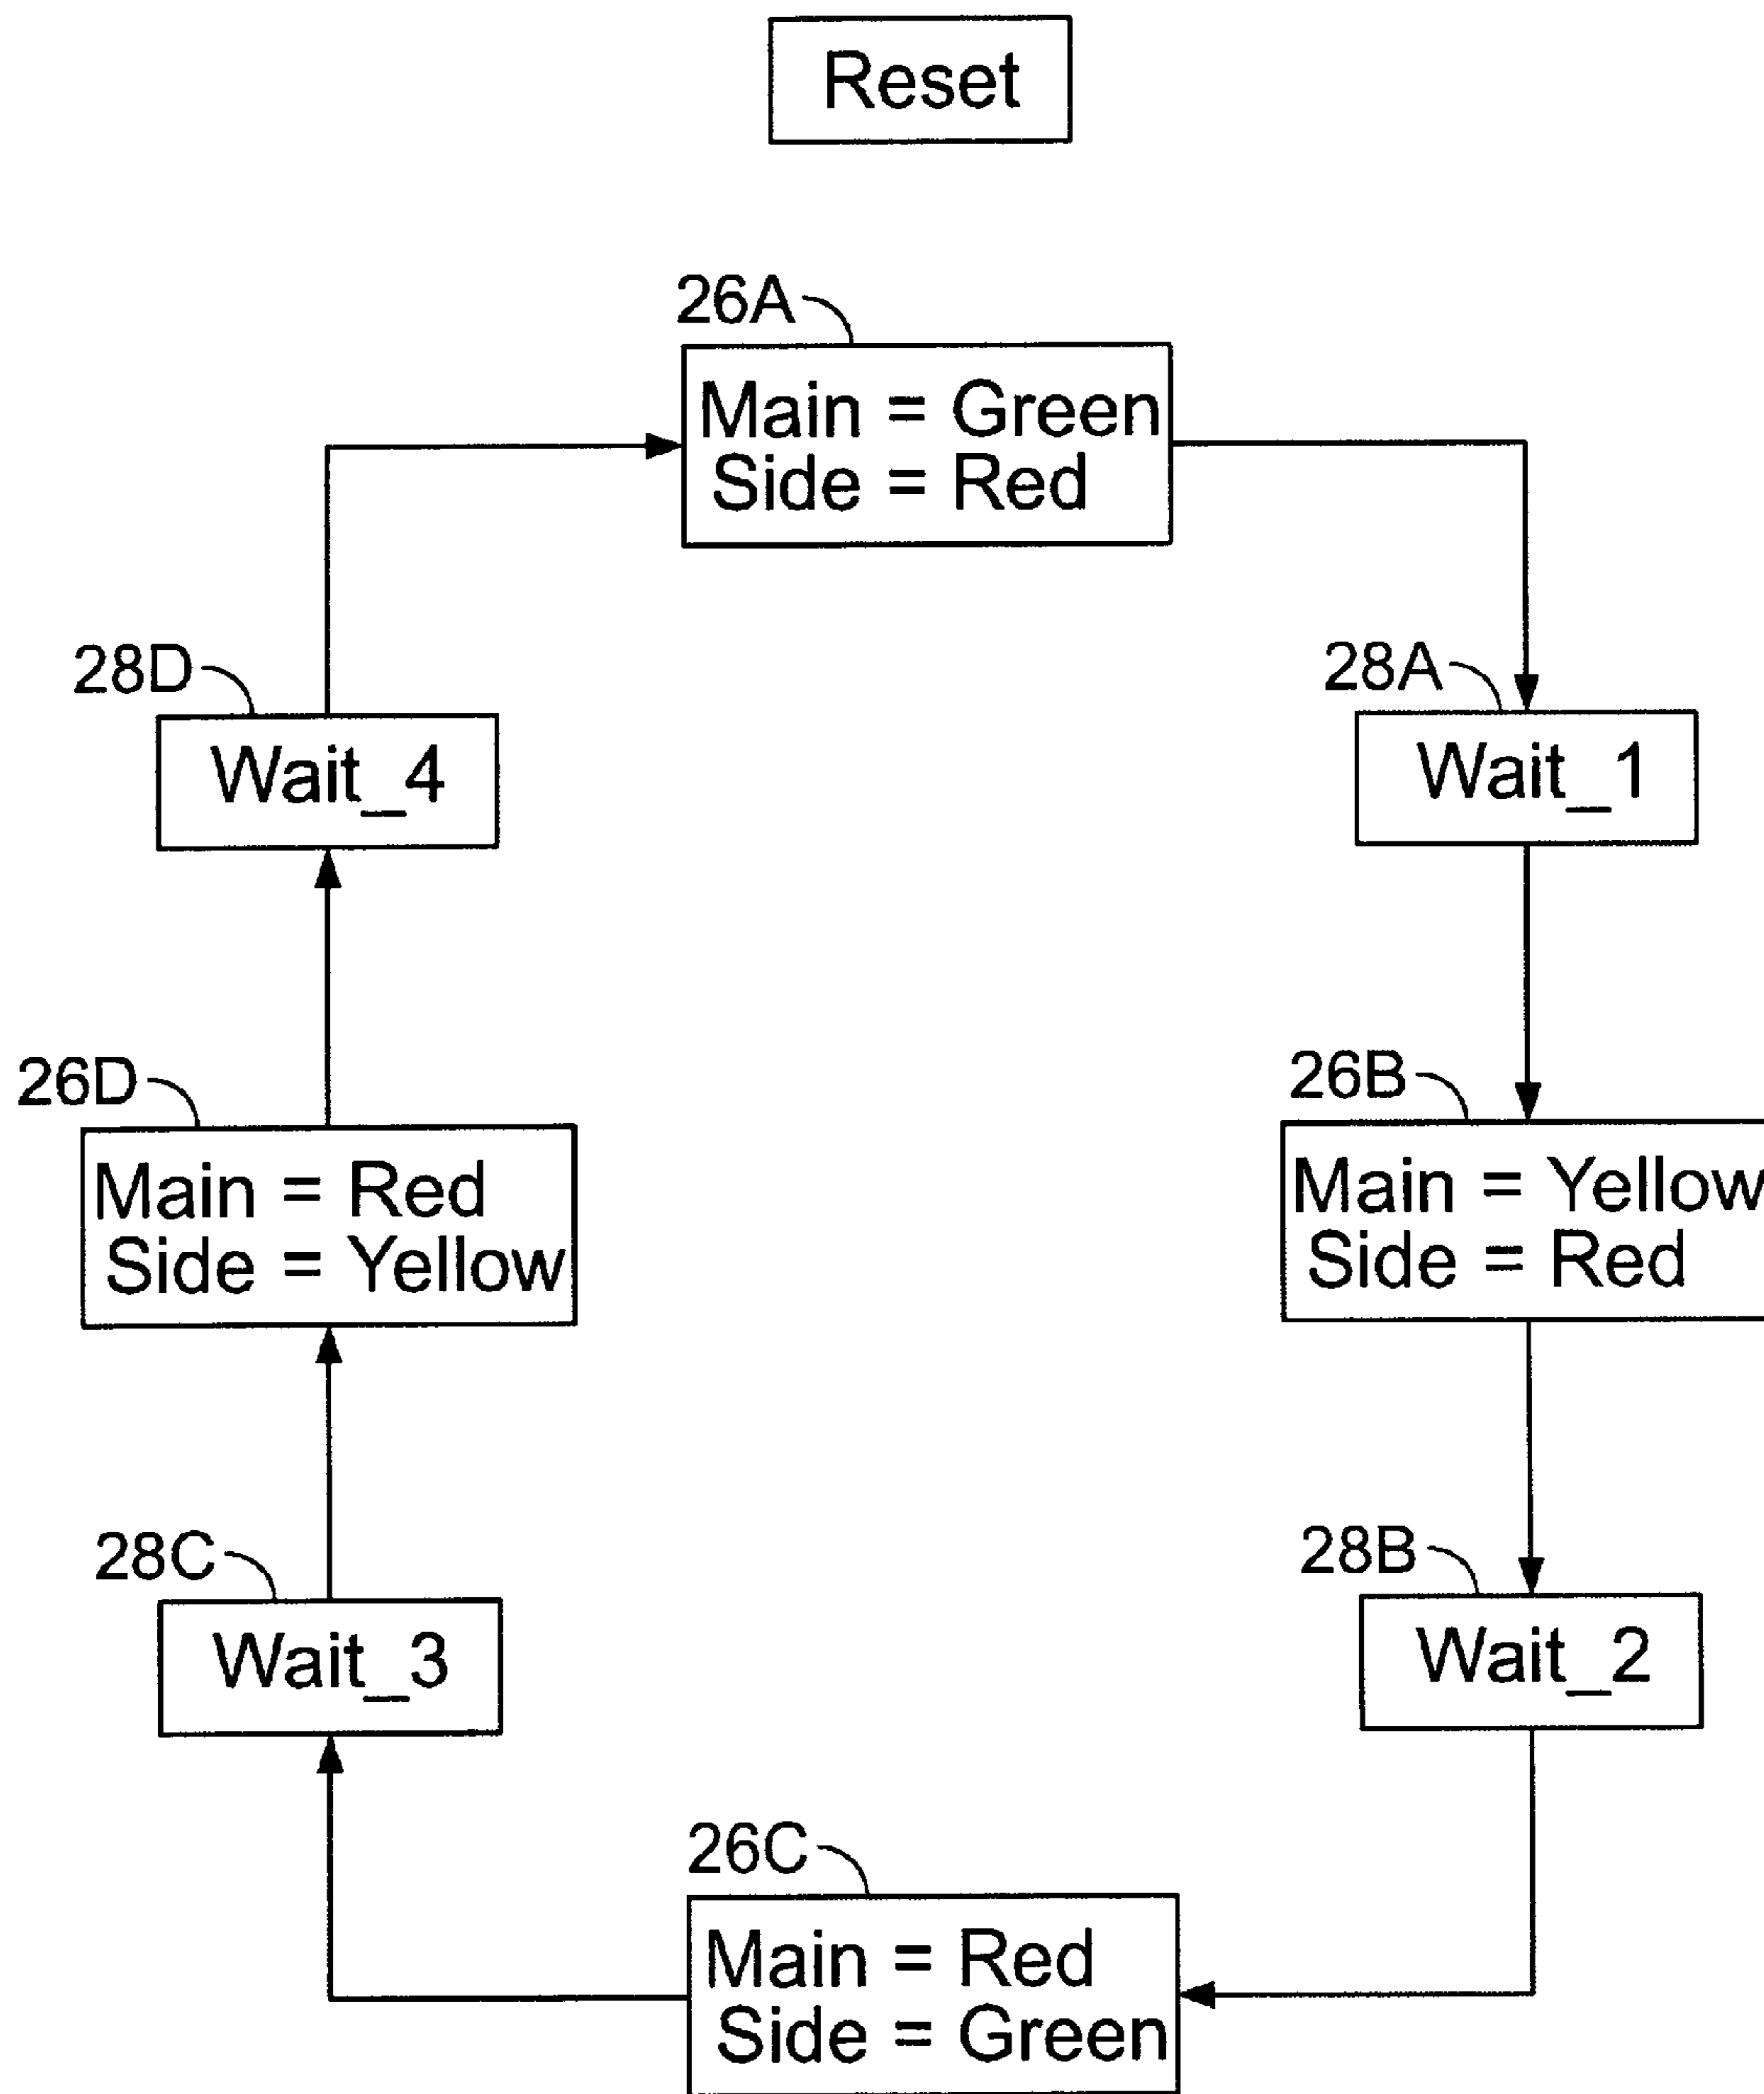 Reset
26A
Main = Green
Side = Red
28D
28A
Wait_4
Wait_1
26D
26B
Main = Red
Side = Yellow
Main = Yellow
Side = Red
28C
28B
Wait_3
Wait_2
26C
Main = Red
Side = Green